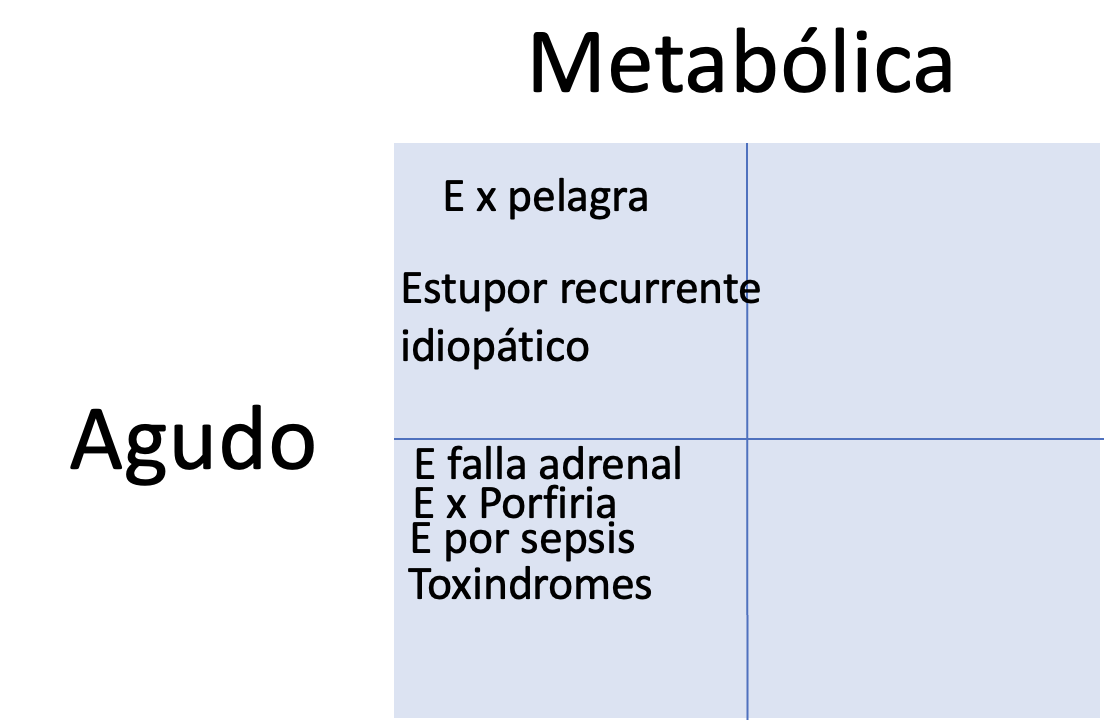 Metabólica
E x pelagra
Estupor recurrente
idiopático
Agudo
E falla adrenal
E x Porfiria
E por sepsis
Toxindromes